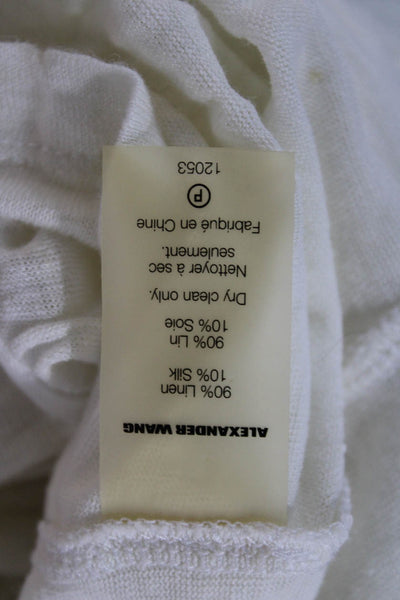 ALEXANDER WANG
90% Linen
10% Silk
90% Lin
10% Soie
Dry clean only.
Nettoyer à sec
seulement.
Fabriqué en Chine
P
12053